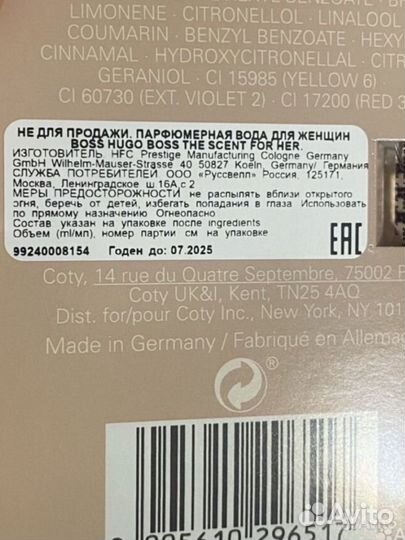 LIMONENE - CITRONELLOL - LINALOOL
COUMARIN - BENZYL BENZOATE - HEXY
CINNAMAL - HYDROXYCITRONELLAL - C
GERANIOL - CI 15985 (YELLOW 6)
CI 60730 (EXT. VIOLET 2) - CI 17200 (RED 3
НЕ ДЛЯ ПРОДАЖИ. ПАРФЮМЕРНАЯ ВОДА ДЛЯ ЖЕНЩИН
BOSS HUGO BOSS THE SCENT FOR HER.
ИЗГОТОВИТЕЛЬ HFC Prestige Manufacturing Cologne Germany
GmbH Wilhelm-Mauser-Strasse 40 50827 Koeln, Germany/ Германия
СЛУЖБА ПОТРЕБИТЕЛЕЙ ООО «Руссвелл» Россия, 125171,
Москва, Ленинградское ш 16А с 2
МЕРЫ ПРЕДОСТОРОЖНОСТИ не распылять вблизи открытого
огня, беречь от детей, избегать попадания в глаза Использовать
по прямому назначению Огнеопасно
Состав указан на упаковке после ingredients
Объем (ml/мл), номер партии см на упаковке
99240008154 Годен до: 07.2025
EAC
Coty, 14 rue du Quatre Septembre, 75002 P
Coty UK&I, Kent, TN25 4AQ
Dist. for/pour Coty Inc., New York, NY 101
Made in Germany / Fabriqué en Allema
296517
Avito